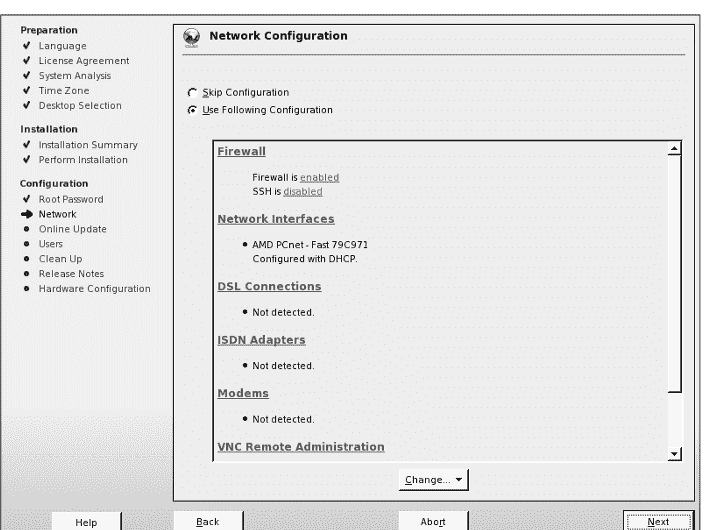 Preparation
Language
License Agreement
System Analysis
Time Zone
Desktop Selection
Installation
Installation Summary
Perform Installation
Configuration
Root Password
Network
Online Update
Users
Clean Up
Release Notes
Hardware Configuration
Network Configuration
Skip Configuration
Use Following Configuration
Firewall
Firewall is enabled
SSH is disabled
Network Interfaces
AMD PCnet - Fast 79C971
Configured with DHCP.
DSL Connections
Not detected.
ISDN Adapters
Not detected.
Modems
Not detected.
VNC Remote Administration
Change...
Help
Back
Abort
Next